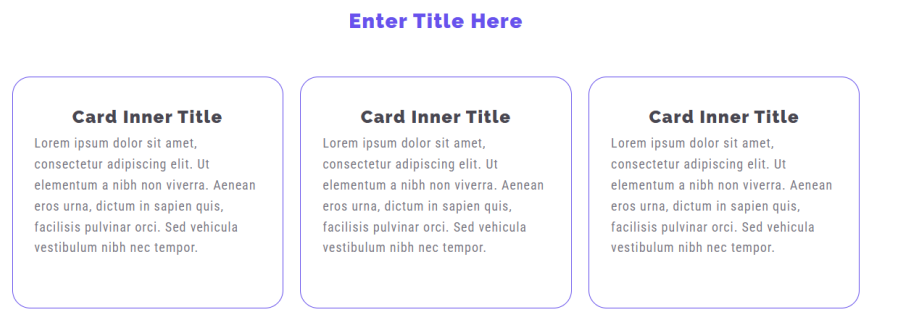 Enter Title Here
Card Inner Title
Lorem ipsum dolor sit amet,
consectetur adipiscing elit. Ut
elementum a nibh non viverra. Aenean
eros urna, dictum in sapien quis,
facilisis pulvinar orci. Sed vehicula
vestibulum nibh nec tempor.
Card Inner Title
Lorem ipsum dolor sit amet,
consectetur adipiscing elit. Ut
elementum a nibh non viverra. Aenean
eros urna, dictum in sapien quis,
facilisis pulvinar orci. Sed vehicula
vestibulum nibh nec tempor.
Card Inner Title
Lorem ipsum dolor sit amet,
consectetur adipiscing elit. Ut
elementum a nibh non viverra. Aenean
eros urna, dictum in sapien quis,
facilisis pulvinar orci. Sed vehicula
vestibulum nibh nec tempor.